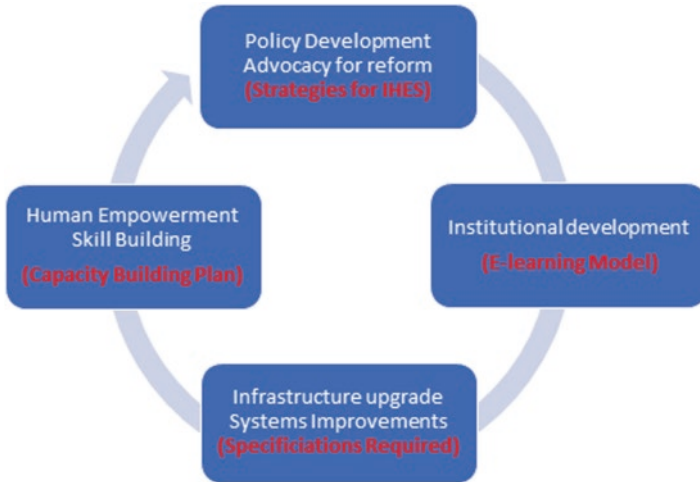 Policy Development
Advocacy for reform
(Strategies for IHES)
Institutional development
(E-learning Model)
Infrastructure upgrade
Systems Improvements
(Specificiations Required)
Human Empowerment
Skill Building
(Capacity Building Plan)